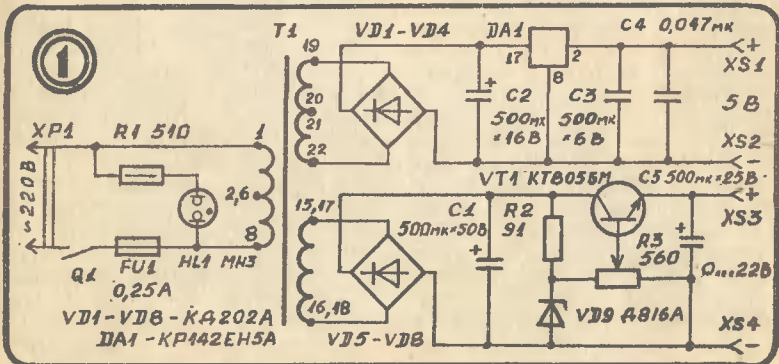 1
T1
19
20
21
22
VD1-VD4
DA1
17
2
8
C2
500мк
×16В
C3
500мк
×6В
C4 0,047мк
+
XS1
5В
XS2
–
XP1
R1 510
1
2,6
8
~220В
Q1
FU1
0,25А
HL1 МН3
VD1-VD8-КД202А
DA1-КР142ЕН5А
15,17
16,18
VD5-VD8
C1
500мк×50В
+
R2
91
VT1 КТ805БМ
C5 500мк×25В
+
XS3
R3
560
+
0...22В
VD9 Д816А
XS4
–